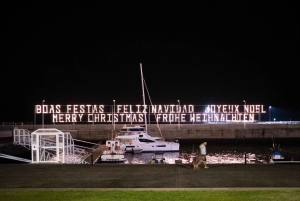 BOAS FESTAS FELIZ NAVIDAD JOYEUX NOEL
MERRY CHRISTMAS FROHE WEIHNACHTEN